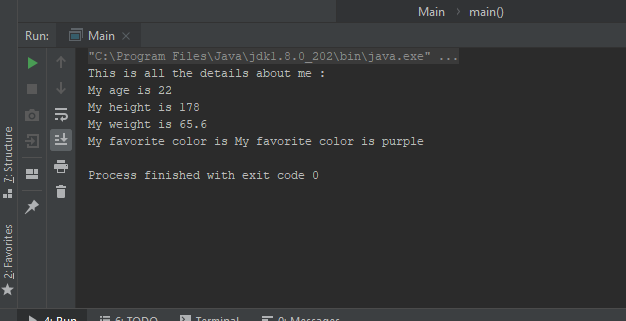 Main > main()
Run: Main ×
"C:\Program Files\Java\jdk1.8.0_202\bin\java.exe" ...
This is all the details about me :
My age is 22
My height is 178
My weight is 65.6
My favorite color is My favorite color is purple
Process finished with exit code 0
7: Structure
2: Favorites
4: Run 6: TODO Terminal 0: Messages